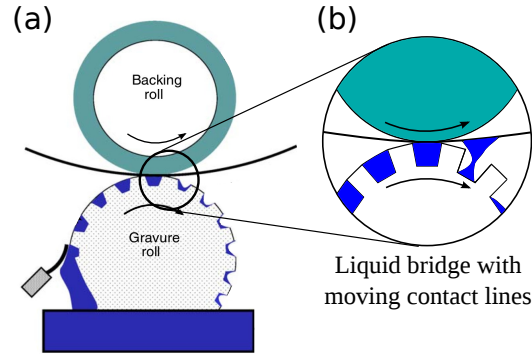 (a)
Backing
roll
Gravure
roll
(b)
Liquid bridge with
moving contact lines